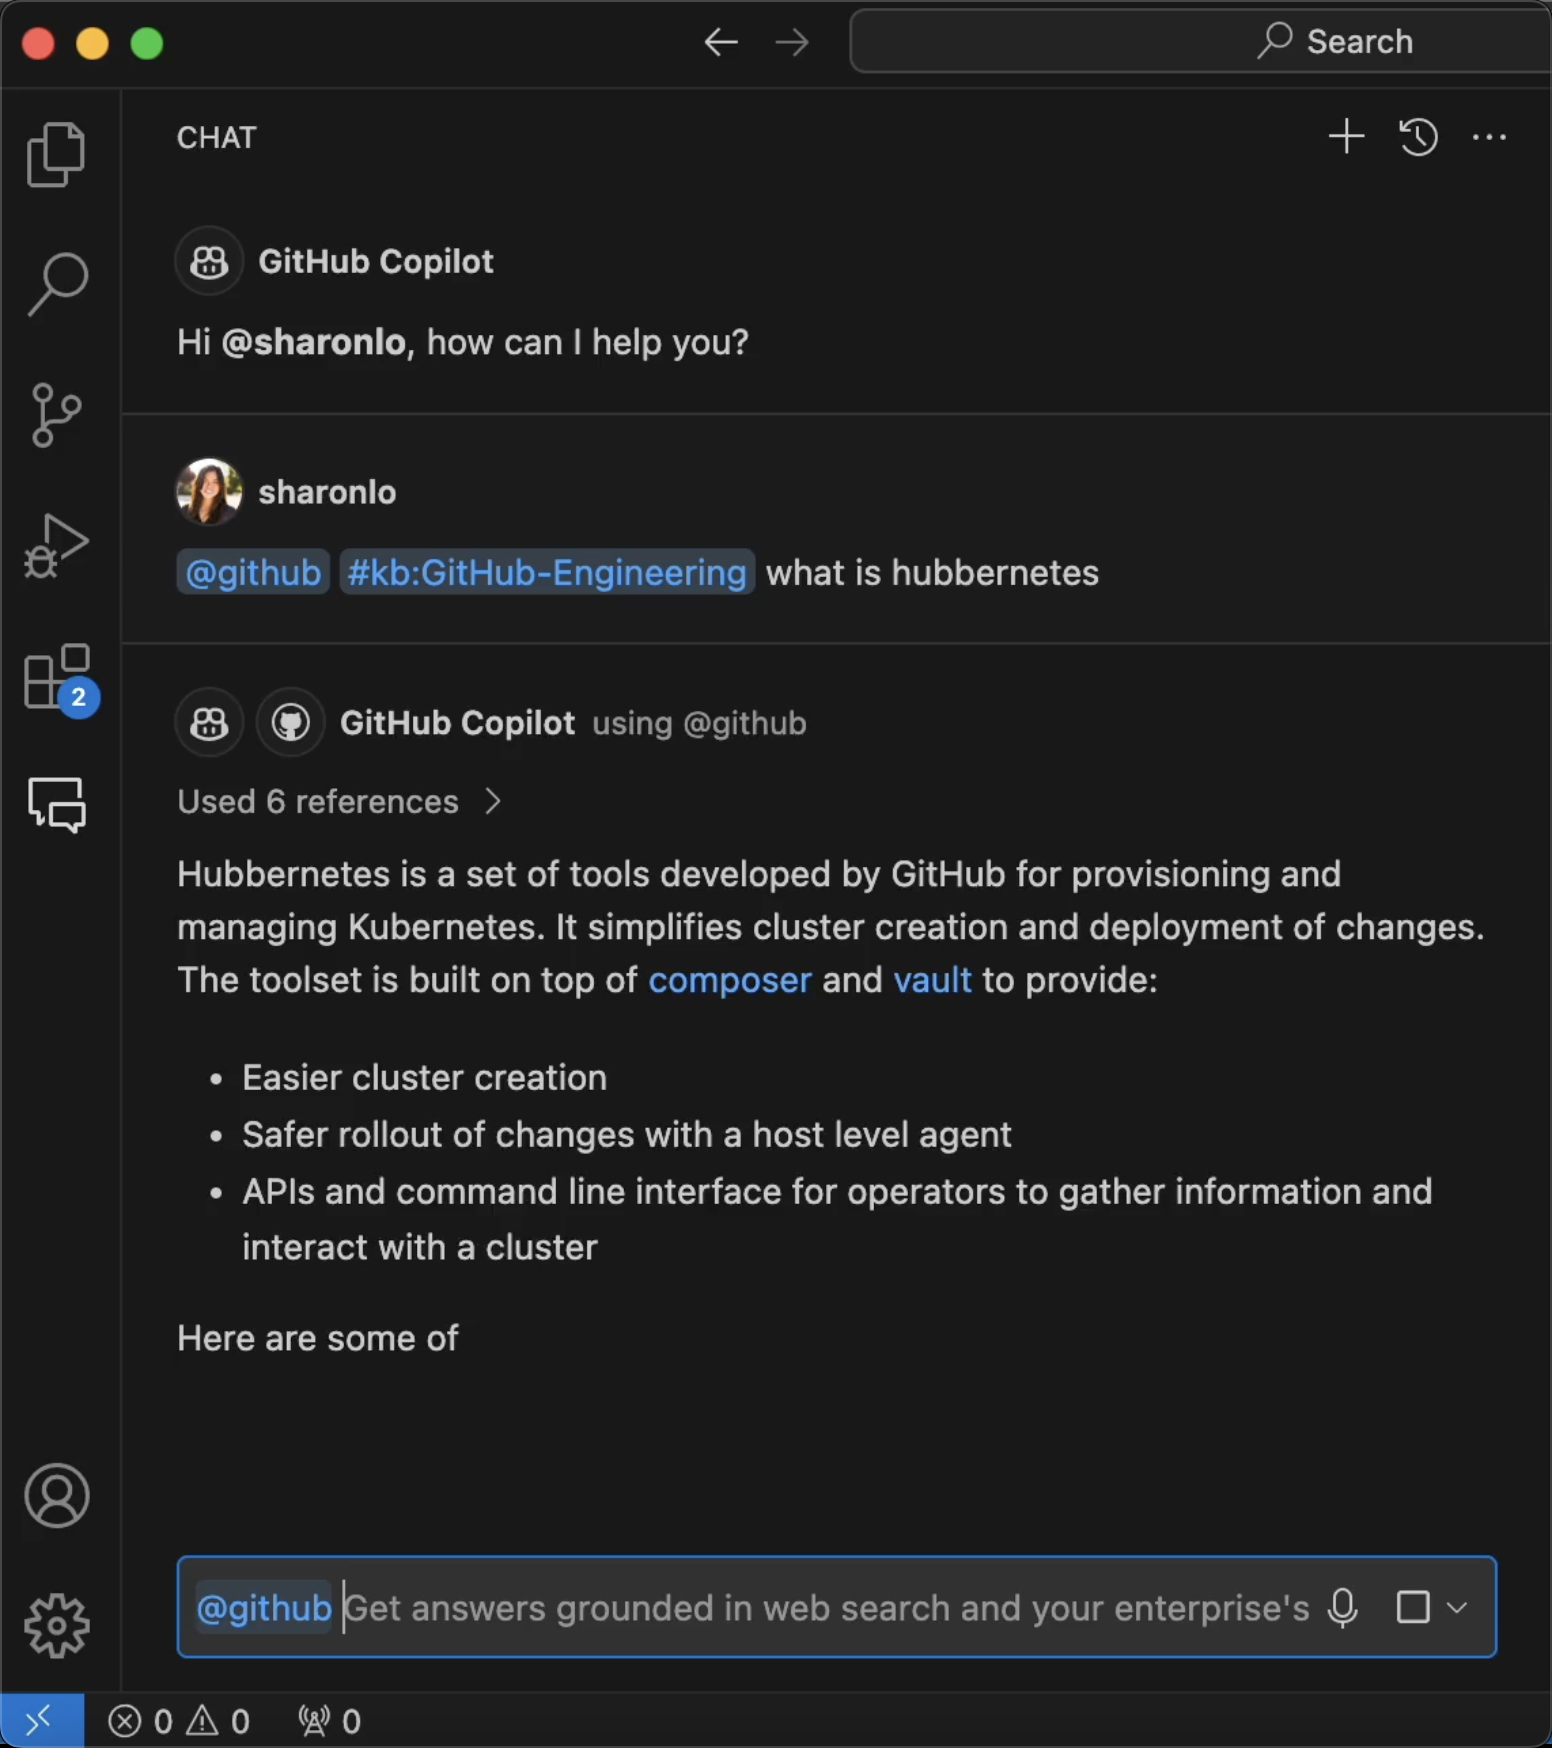 Search
CHAT
GitHub Copilot
Hi @sharonlo, how can I help you?
sharonlo
@github #kb:GitHub-Engineering what is hubbernetes
2
GitHub Copilot using @github
Used 6 references
Hubbernetes is a set of tools developed by GitHub for provisioning and
managing Kubernetes. It simplifies cluster creation and deployment of changes.
The toolset is built on top of composer and vault to provide:
• Easier cluster creation
• Safer rollout of changes with a host level agent
• APIs and command line interface for operators to gather information and
interact with a cluster
Here are some of
@github Get answers grounded in web search and your enterprise's
0 0 0